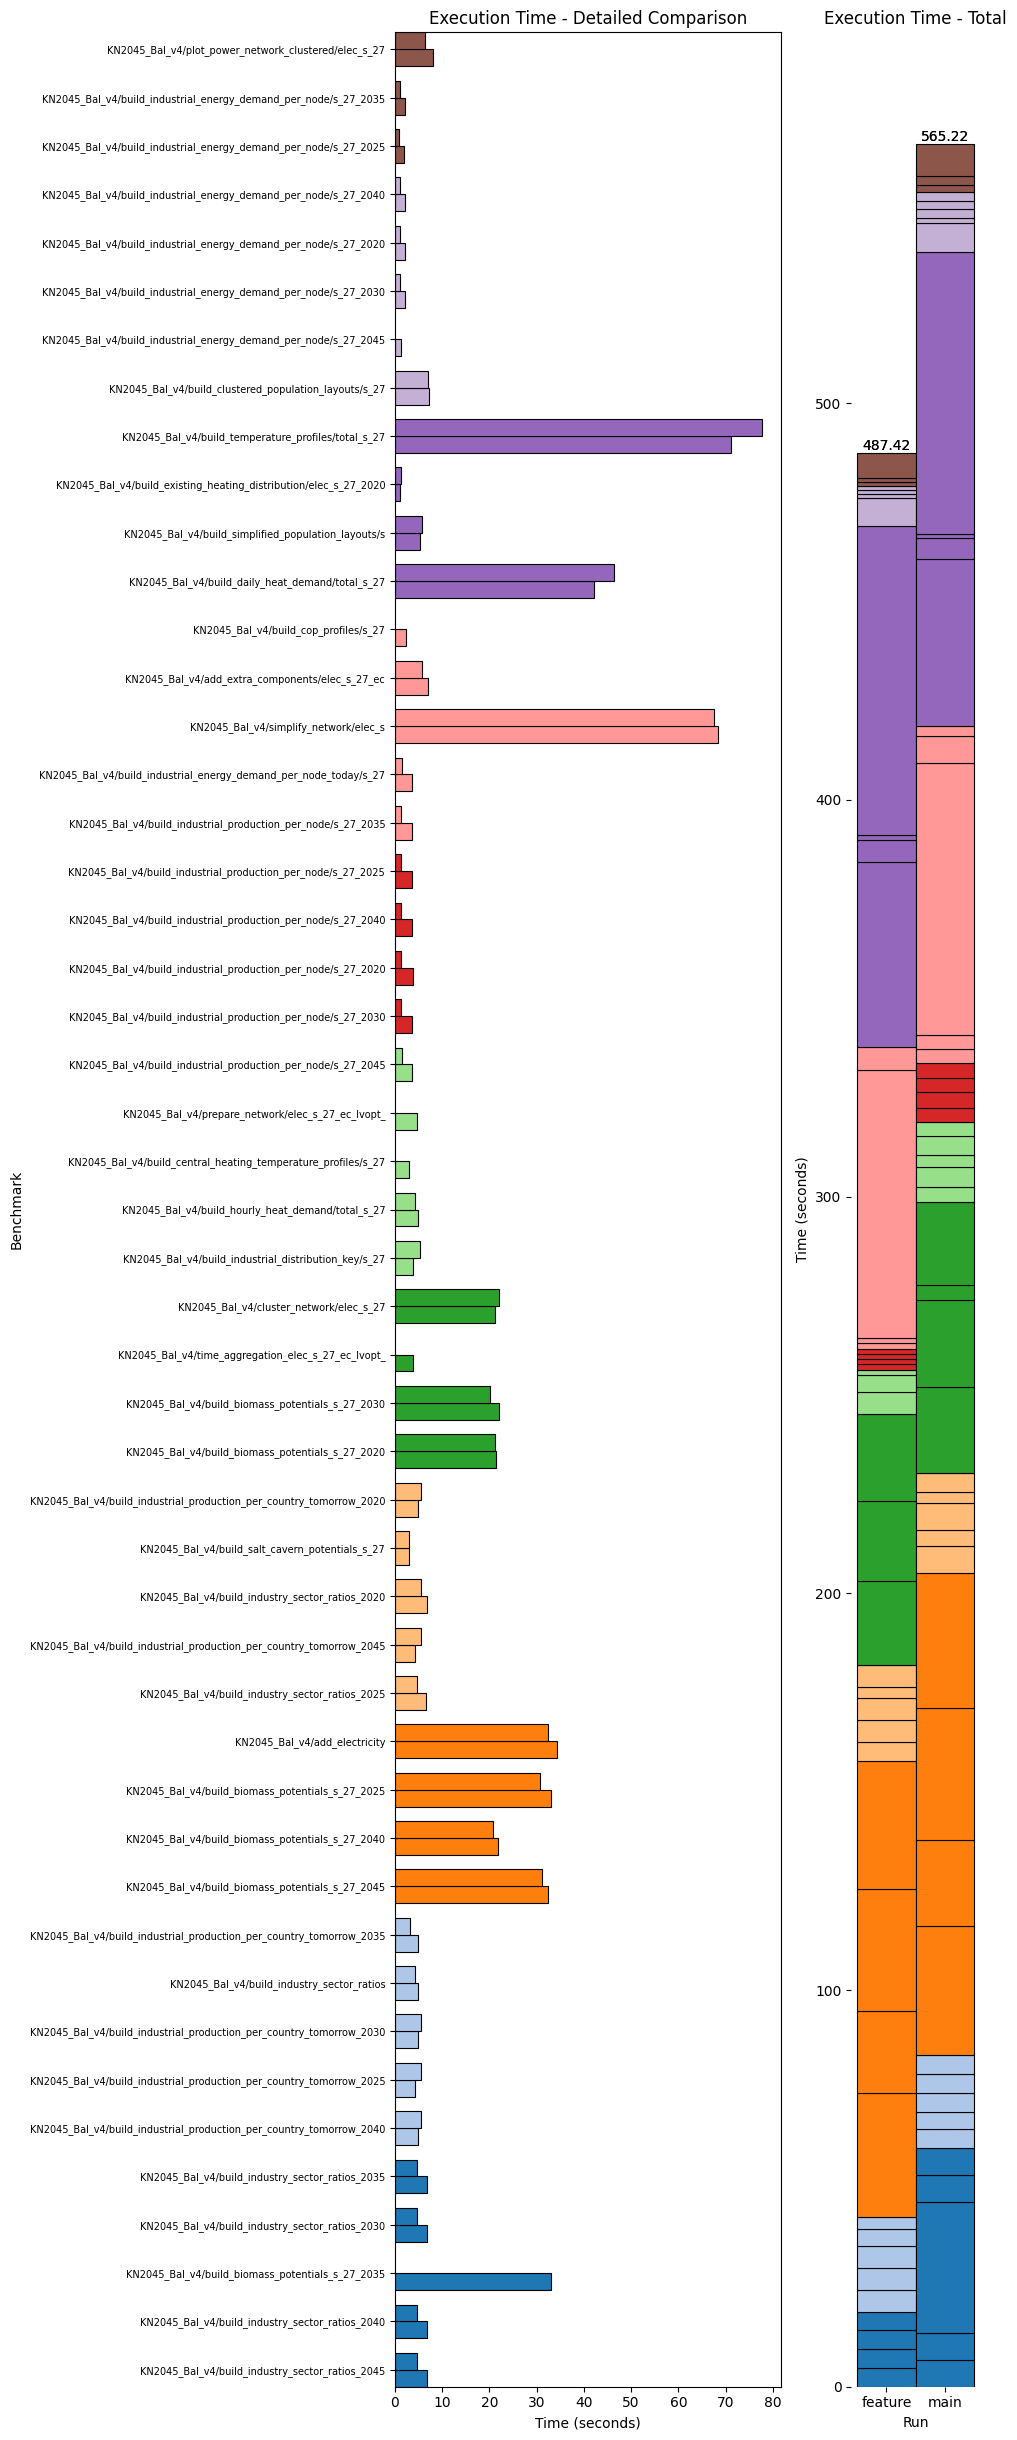 Execution Time - Detailed Comparison
Execution Time - Total
KN2045_Bal_v4/plot_power_network_clustered/elec_s_27
KN2045_Bal_v4/build_industrial_energy_demand_per_node/s_27_2035
KN2045_Bal_v4/build_industrial_energy_demand_per_node/s_27_2025
KN2045_Bal_v4/build_industrial_energy_demand_per_node/s_27_2040
KN2045_Bal_v4/build_industrial_energy_demand_per_node/s_27_2020
KN2045_Bal_v4/build_industrial_energy_demand_per_node/s_27_2030
KN2045_Bal_v4/build_industrial_energy_demand_per_node/s_27_2045
KN2045_Bal_v4/build_clustered_population_layouts/s_27
KN2045_Bal_v4/build_temperature_profiles/total_s_27
KN2045_Bal_v4/build_existing_heating_distribution/elec_s_27_2020
KN2045_Bal_v4/build_simplified_population_layouts/s
KN2045_Bal_v4/build_daily_heat_demand/total_s_27
KN2045_Bal_v4/build_cop_profiles/s_27
KN2045_Bal_v4/add_extra_components/elec_s_27_ec
KN2045_Bal_v4/simplify_network/elec_s
KN2045_Bal_v4/build_industrial_energy_demand_per_node_today/s_27
KN2045_Bal_v4/build_industrial_production_per_node/s_27_2035
KN2045_Bal_v4/build_industrial_production_per_node/s_27_2025
KN2045_Bal_v4/build_industrial_production_per_node/s_27_2040
KN2045_Bal_v4/build_industrial_production_per_node/s_27_2020
KN2045_Bal_v4/build_industrial_production_per_node/s_27_2030
KN2045_Bal_v4/build_industrial_production_per_node/s_27_2045
KN2045_Bal_v4/prepare_network/elec_s_27_ec_lvopt_
KN2045_Bal_v4/build_central_heating_temperature_profiles/s_27
KN2045_Bal_v4/build_hourly_heat_demand/total_s_27
KN2045_Bal_v4/build_industrial_distribution_key/s_27
KN2045_Bal_v4/cluster_network/elec_s_27
KN2045_Bal_v4/time_aggregation_elec_s_27_ec_lvopt_
KN2045_Bal_v4/build_biomass_potentials_s_27_2030
KN2045_Bal_v4/build_biomass_potentials_s_27_2020
KN2045_Bal_v4/build_industrial_production_per_country_tomorrow_2020
KN2045_Bal_v4/build_salt_cavern_potentials_s_27
KN2045_Bal_v4/build_industry_sector_ratios_2020
KN2045_Bal_v4/build_industrial_production_per_country_tomorrow_2045
KN2045_Bal_v4/build_industry_sector_ratios_2025
KN2045_Bal_v4/add_electricity
KN2045_Bal_v4/build_biomass_potentials_s_27_2025
KN2045_Bal_v4/build_biomass_potentials_s_27_2040
KN2045_Bal_v4/build_biomass_potentials_s_27_2045
KN2045_Bal_v4/build_industrial_production_per_country_tomorrow_2035
KN2045_Bal_v4/build_industry_sector_ratios
KN2045_Bal_v4/build_industrial_production_per_country_tomorrow_2030
KN2045_Bal_v4/build_industrial_production_per_country_tomorrow_2025
KN2045_Bal_v4/build_industrial_production_per_country_tomorrow_2040
KN2045_Bal_v4/build_industry_sector_ratios_2035
KN2045_Bal_v4/build_industry_sector_ratios_2030
KN2045_Bal_v4/build_biomass_potentials_s_27_2035
KN2045_Bal_v4/build_industry_sector_ratios_2040
KN2045_Bal_v4/build_industry_sector_ratios_2045
Benchmark
0 10 20 30 40 50 60 70 80
Time (seconds)
565.22
487.42
500
400
300
200
100
0
Time (seconds)
feature main
Run